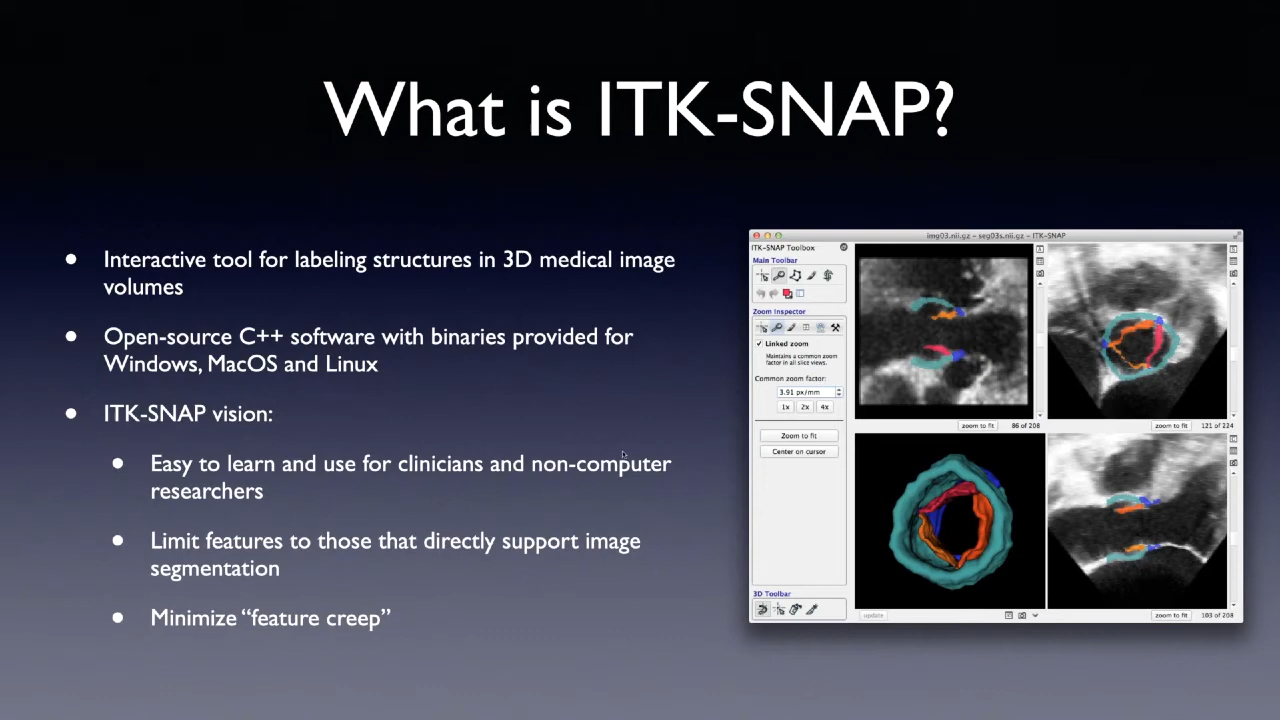 What is ITK-SNAP?
• Interactive tool for labeling structures in 3D medical image
volumes
• Open-source C++ software with binaries provided for
Windows, MacOS and Linux
• ITK-SNAP vision:
• Easy to learn and use for clinicians and non-computer
researchers
• Limit features to those that directly support image
segmentation
• Minimize “feature creep”
img03.nii.gz – seg03s.nii.gz – ITK-SNAP
ITK-SNAP Toolbox
Main Toolbar
Zoom Inspector
Linked zoom
Maintains a common zoom
factor in all slice views.
Common zoom factor:
3.91 px/mm
1x 2x 4x
Zoom to fit
Center on cursor
3D Toolbar
zoom to fit 86 of 208
zoom to fit 121 of 224
update
zoom to fit 103 of 208